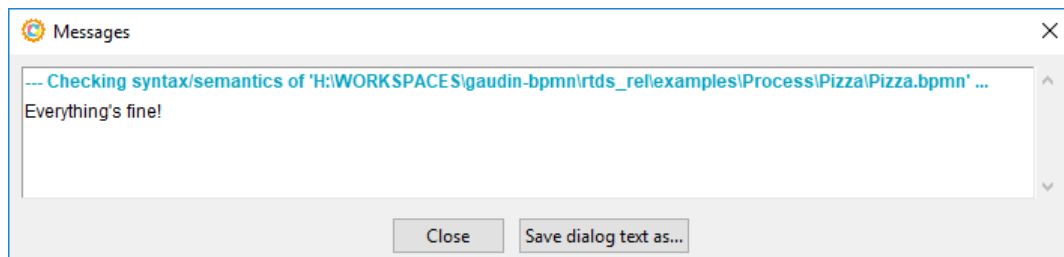 Messages
--- Checking syntax/semantics of 'H:\WORKSPACES\gaudin-bpmn\rtds_rel\examples\Process\Pizza\Pizza.bpmn' ...
Everything's fine!
Close Save dialog text as...